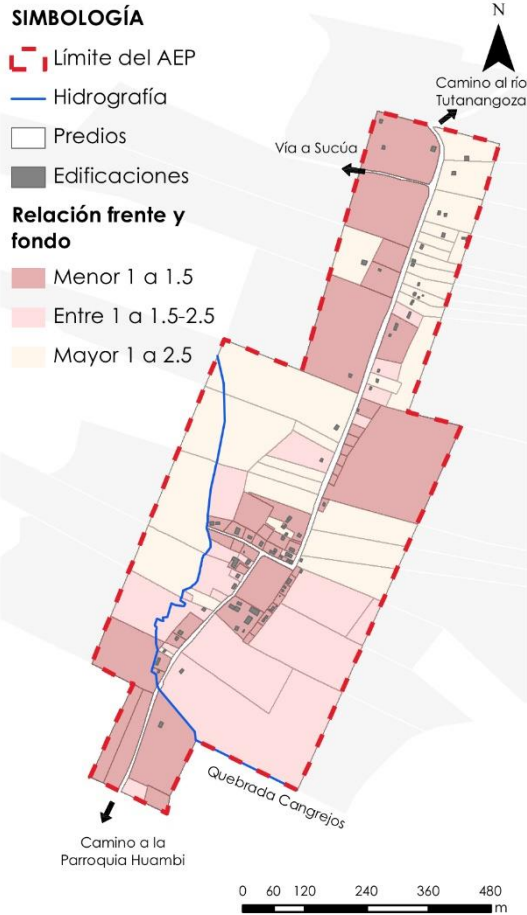 SIMBOLOGÍA
Límite del AEP
Hidrografía
Predios
Edificaciones
Relación frente y
fondo
Menor 1 a 1.5
Entre 1 a 1.5-2.5
Mayor 1 a 2.5
N
Camino al río
Tutanangoza
Vía a Sucúa
Quebrada Cangrejos
Camino a la
Parroquia Huambi
0 60 120 240 360 480
m